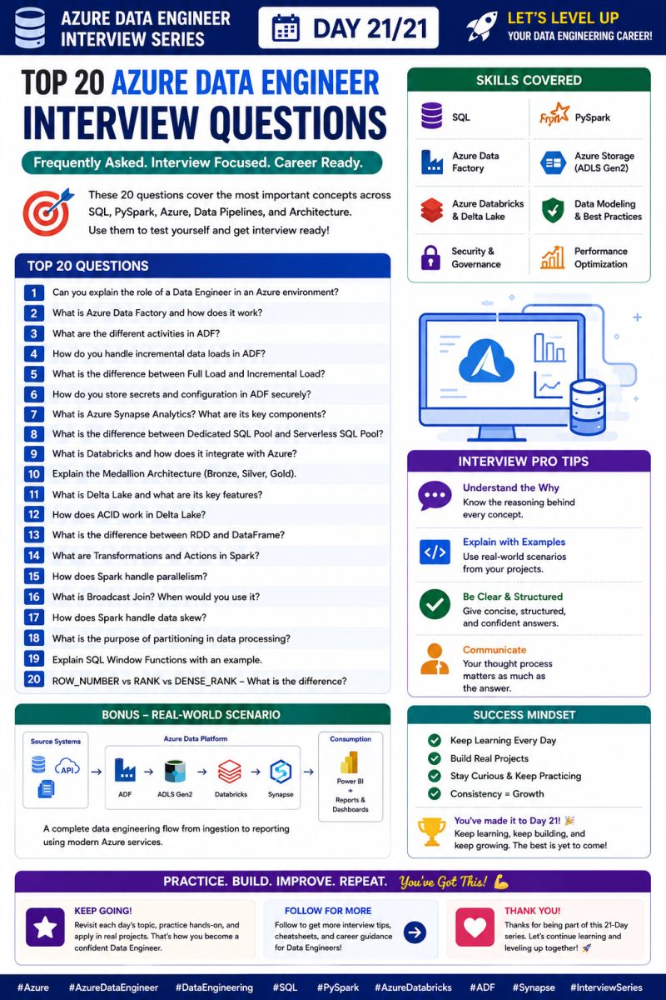 AZURE DATA ENGINEER
INTERVIEW SERIES
DAY 21/21
LET'S LEVEL UP
YOUR DATA ENGINEERING CAREER!
TOP 20 AZURE DATA ENGINEER
INTERVIEW QUESTIONS
Frequently Asked. Interview Focused. Career Ready.
These 20 questions cover the most important concepts across
SQL, PySpark, Azure, Data Pipelines, and Architecture.
Use them to test yourself and get interview ready!
TOP 20 QUESTIONS
1 Can you explain the role of a Data Engineer in an Azure environment?
2 What is Azure Data Factory and how does it work?
3 What are the different activities in ADF?
4 How do you handle incremental data loads in ADF?
5 What is the difference between Full Load and Incremental Load?
6 How do you store secrets and configuration in ADF securely?
7 What is Azure Synapse Analytics? What are its key components?
8 What is the difference between Dedicated SQL Pool and Serverless SQL Pool?
9 What is Databricks and how does it integrate with Azure?
10 Explain the Medallion Architecture (Bronze, Silver, Gold).
11 What is Delta Lake and what are its key features?
12 How does ACID work in Delta Lake?
13 What is the difference between RDD and DataFrame?
14 What are Transformations and Actions in Spark?
15 How does Spark handle parallelism?
16 What is Broadcast Join? When would you use it?
17 How does Spark handle data skew?
18 What is the purpose of partitioning in data processing?
19 Explain SQL Window Functions with an example.
20 ROW_NUMBER vs RANK vs DENSE_RANK – What is the difference?
SKILLS COVERED
SQL
PySpark
Azure Data
Factory
Azure Storage
(ADLS Gen2)
Azure Databricks
& Delta Lake
Data Modeling
& Best Practices
Security &
Governance
Performance
Optimization
INTERVIEW PRO TIPS
Understand the Why
Know the reasoning behind
every concept.
</>
Explain with Examples
Use real-world scenarios
from your projects.
Be Clear & Structured
Give concise, structured,
and confident answers.
Communicate
Your thought process
matters as much as
the answer.
BONUS – REAL-WORLD SCENARIO
Source Systems
API
Azure Data Platform
ADF
ADLS Gen2
Databricks
Synapse
Consumption
Power BI
+
Reports &
Dashboards
A complete data engineering flow from ingestion to reporting
using modern Azure services.
SUCCESS MINDSET
Keep Learning Every Day
Build Real Projects
Stay Curious & Keep Practicing
Consistency = Growth
You've made it to Day 21! 🎉
Keep learning, keep building, and
keep growing. The best is yet to come!
PRACTICE. BUILD. IMPROVE. REPEAT. You've Got This! 💪
KEEP GOING!
Revisit each day's topic, practice hands-on, and
apply in real projects. That's how you become a
confident Data Engineer.
FOLLOW FOR MORE
Follow to get more interview tips,
cheatsheets, and career guidance
for Data Engineers!
THANK YOU!
Thanks for being part of this 21-Day
series. Let's continue learning and
leveling up together! 🚀
#Azure #AzureDataEngineer #DataEngineering #SQL #PySpark #AzureDatabricks #ADF #Synapse #InterviewSeries